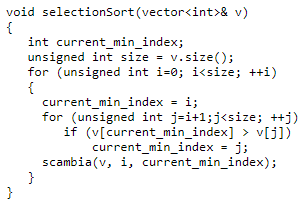 void selectionSort(vector<int>& v)
{
int current_min_index;
unsigned int size = v.size();
for (unsigned int i=0; i<size; ++i)
{
current_min_index = i;
for (unsigned int j=i+1;j<size; ++j)
if (v[current_min_index] > v[j])
current_min_index = j;
scambia(v, i, current_min_index);
}
}